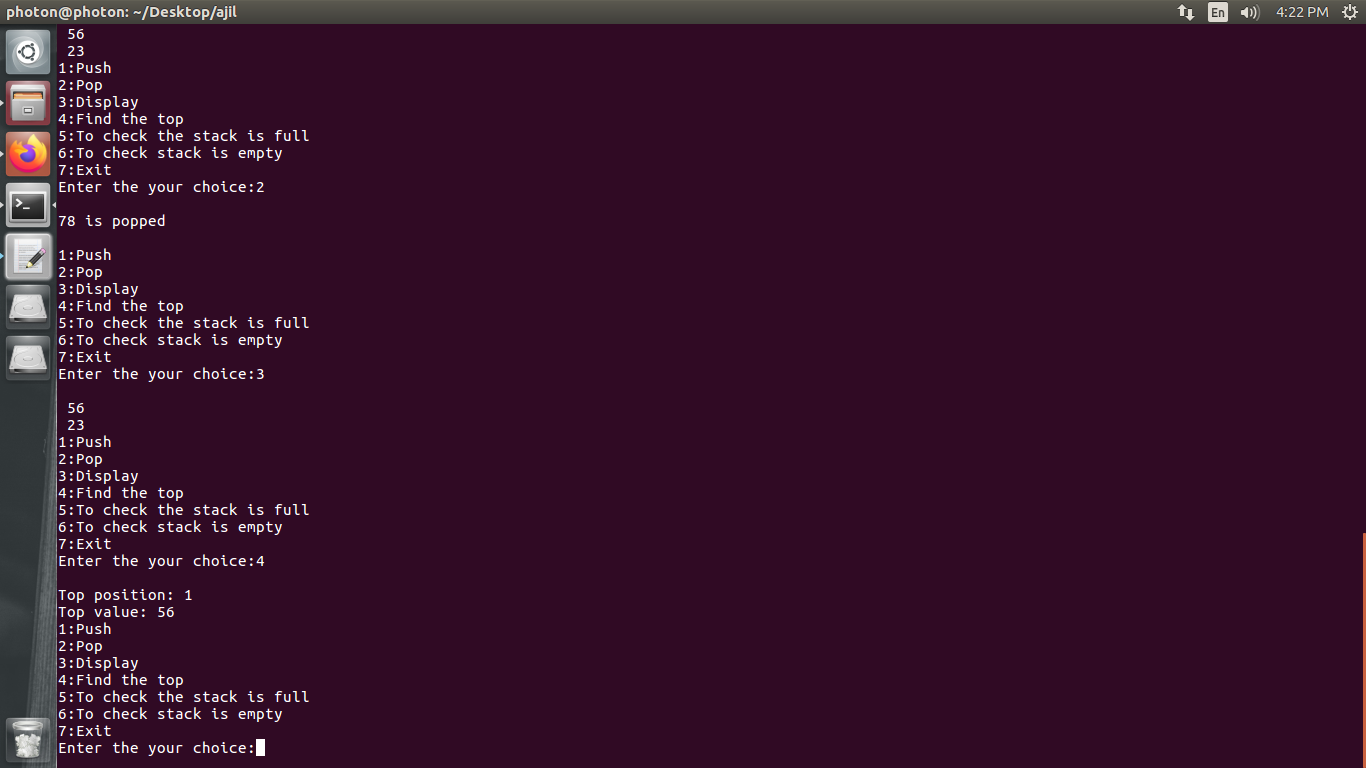 photon@photon: ~/Desktop/ajil
En
4:22 PM
56
23
1:Push
2:Pop
3:Display
4:Find the top
5:To check the stack is full
6:To check stack is empty
7:Exit
Enter the your choice:2
78 is popped
1:Push
2:Pop
3:Display
4:Find the top
5:To check the stack is full
6:To check stack is empty
7:Exit
Enter the your choice:3
56
23
1:Push
2:Pop
3:Display
4:Find the top
5:To check the stack is full
6:To check stack is empty
7:Exit
Enter the your choice:4
Top position: 1
Top value: 56
1:Push
2:Pop
3:Display
4:Find the top
5:To check the stack is full
6:To check stack is empty
7:Exit
Enter the your choice: